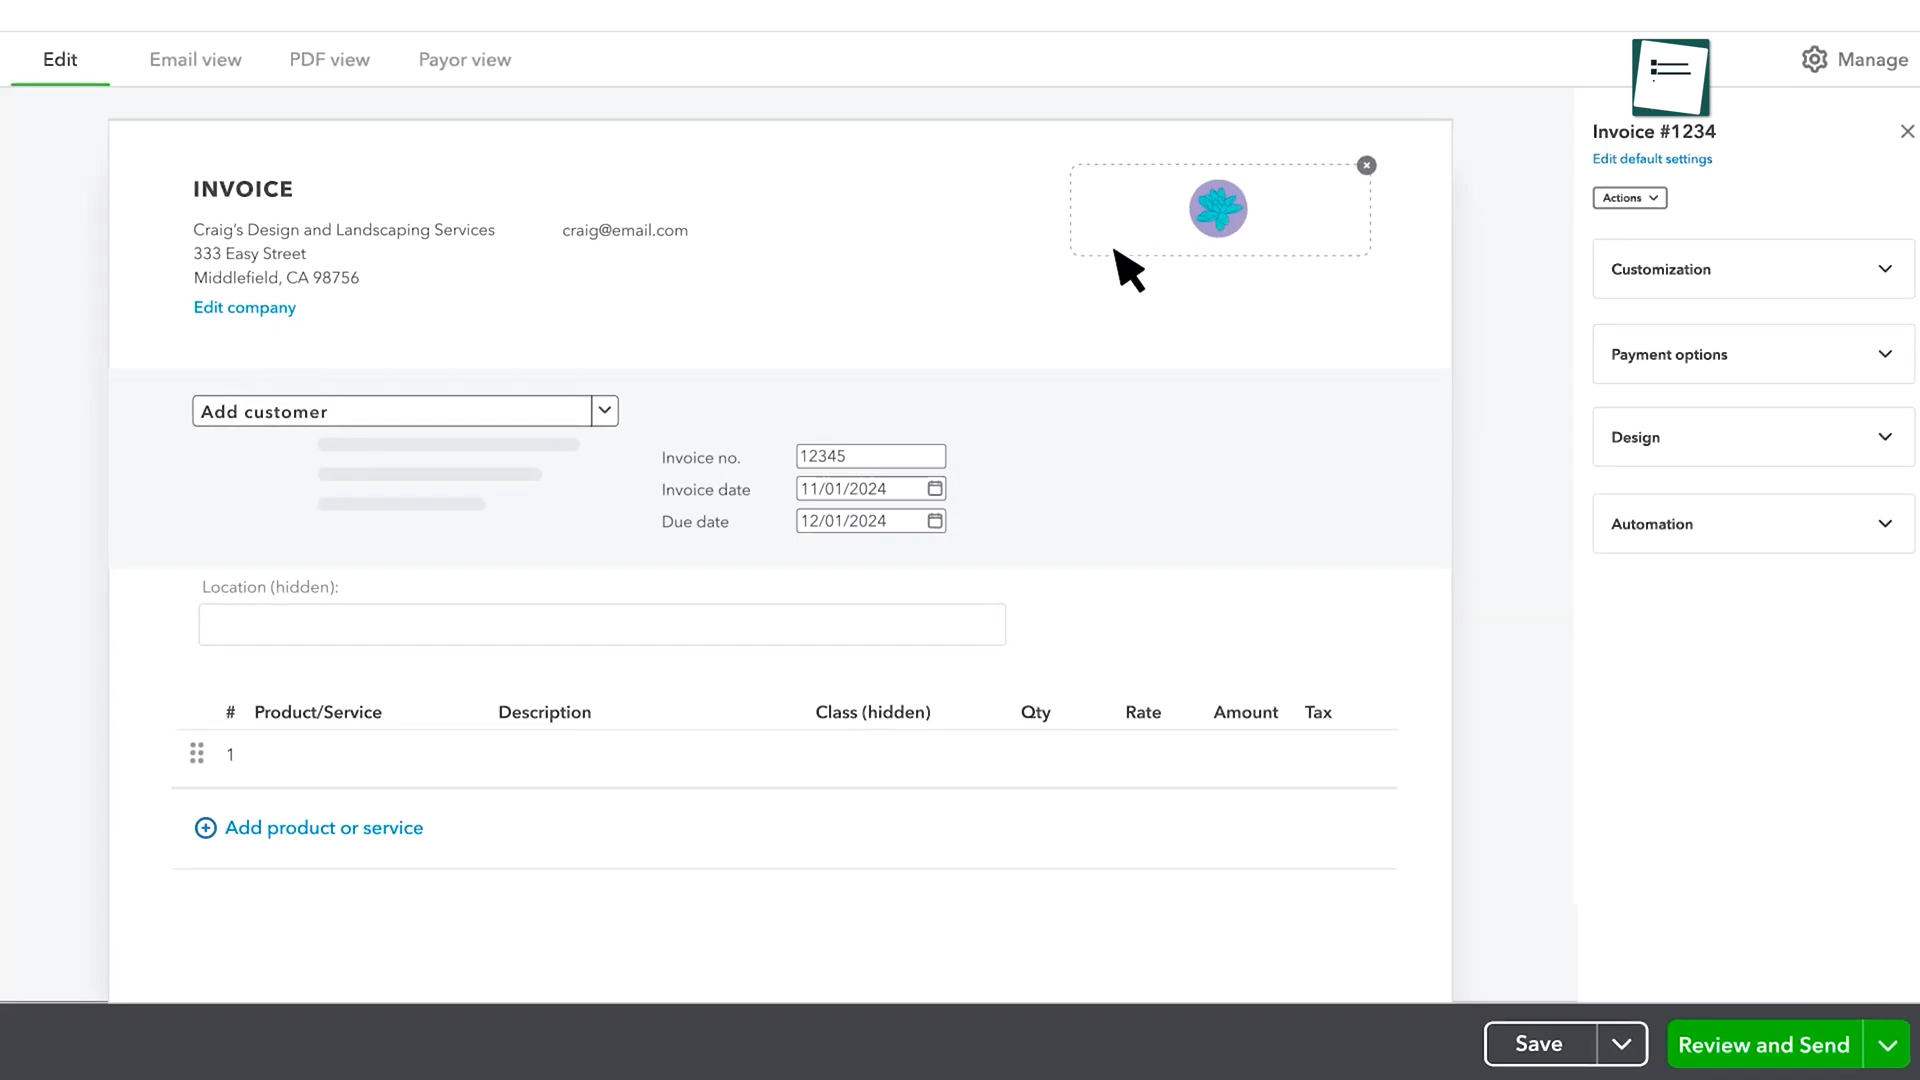 Edit
Email view
PDF view
Payor view
Manage
Invoice #1234
Edit default settings
Actions
Customization
Payment options
Design
Automation
INVOICE
Craig's Design and Landscaping Services
craig@email.com
333 Easy Street
Middlefield, CA 98756
Edit company
Add customer
Invoice no.
12345
Invoice date
11/01/2024
Due date
12/01/2024
Location (hidden):
# Product/Service Description Class (hidden) Qty Rate Amount Tax
1
Add product or service
Save
Review and Send